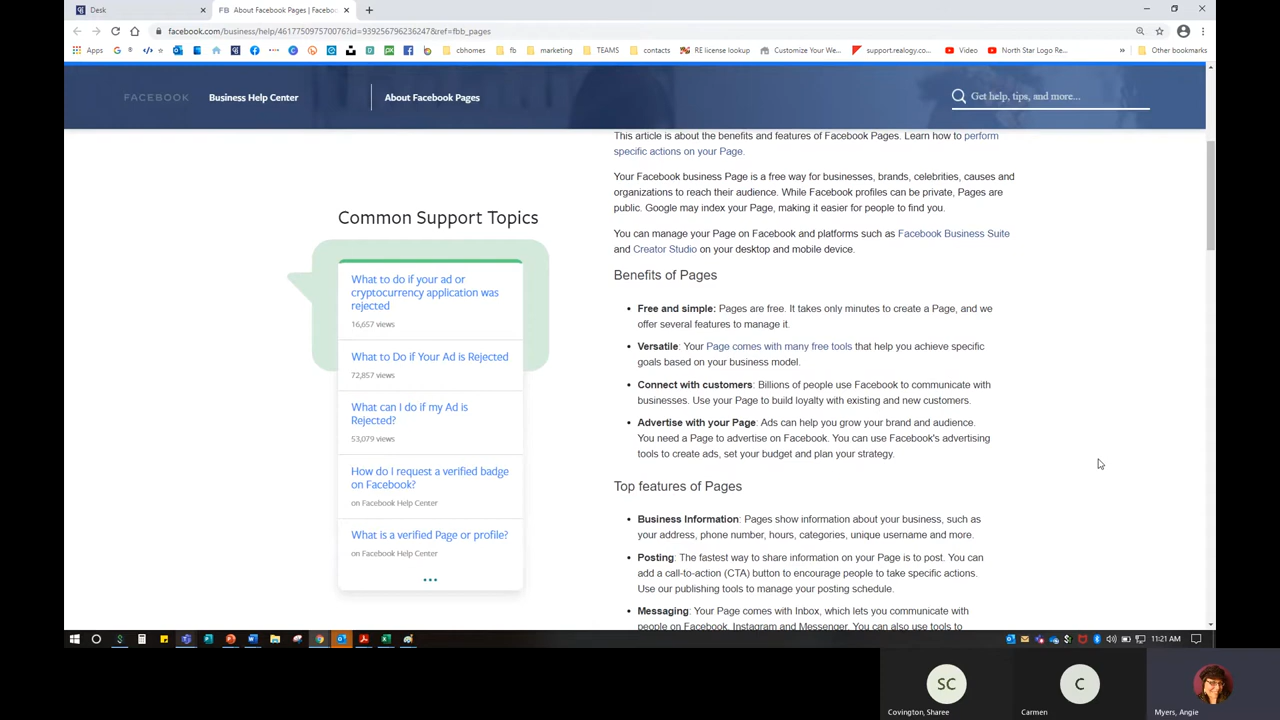 Desk
About Facebook Pages | Faceboo
facebook.com/business/help/461775097570076?id=939256796236247&ref=fbb_pages
Apps
cbhomes
fb
marketing
TEAMS
contacts
RE license lookup
Customize Your We...
support.realogy.co...
Video
North Star Logo Re...
Other bookmarks
FACEBOOK
Business Help Center
About Facebook Pages
Get help, tips, and more...
This article is about the benefits and features of Facebook Pages. Learn how to perform
specific actions on your Page.
Your Facebook business Page is a free way for businesses, brands, celebrities, causes and
organizations to reach their audience. While Facebook profiles can be private, Pages are
public. Google may index your Page, making it easier for people to find you.
You can manage your Page on Facebook and platforms such as Facebook Business Suite
and Creator Studio on your desktop and mobile device.
Common Support Topics
What to do if your ad or
cryptocurrency application was
rejected
16,657 views
What to Do if Your Ad is Rejected
72,857 views
What can I do if my Ad is
Rejected?
53,079 views
How do I request a verified badge
on Facebook?
on Facebook Help Center
What is a verified Page or profile?
on Facebook Help Center
Benefits of Pages
Free and simple: Pages are free. It takes only minutes to create a Page, and we
offer several features to manage it.
Versatile: Your Page comes with many free tools that help you achieve specific
goals based on your business model.
Connect with customers: Billions of people use Facebook to communicate with
businesses. Use your Page to build loyalty with existing and new customers.
Advertise with your Page: Ads can help you grow your brand and audience.
You need a Page to advertise on Facebook. You can use Facebook's advertising
tools to create ads, set your budget and plan your strategy.
Top features of Pages
Business Information: Pages show information about your business, such as
your address, phone number, hours, categories, unique username and more.
Posting: The fastest way to share information on your Page is to post. You can
add a call-to-action (CTA) button to encourage people to take specific actions.
Use our publishing tools to manage your posting schedule.
Messaging: Your Page comes with Inbox, which lets you communicate with
people on Facebook, Instagram and Messenger. You can also use tools to
11:21 AM
SC
Covington, Sharee
C
Carmen
Myers, Angie